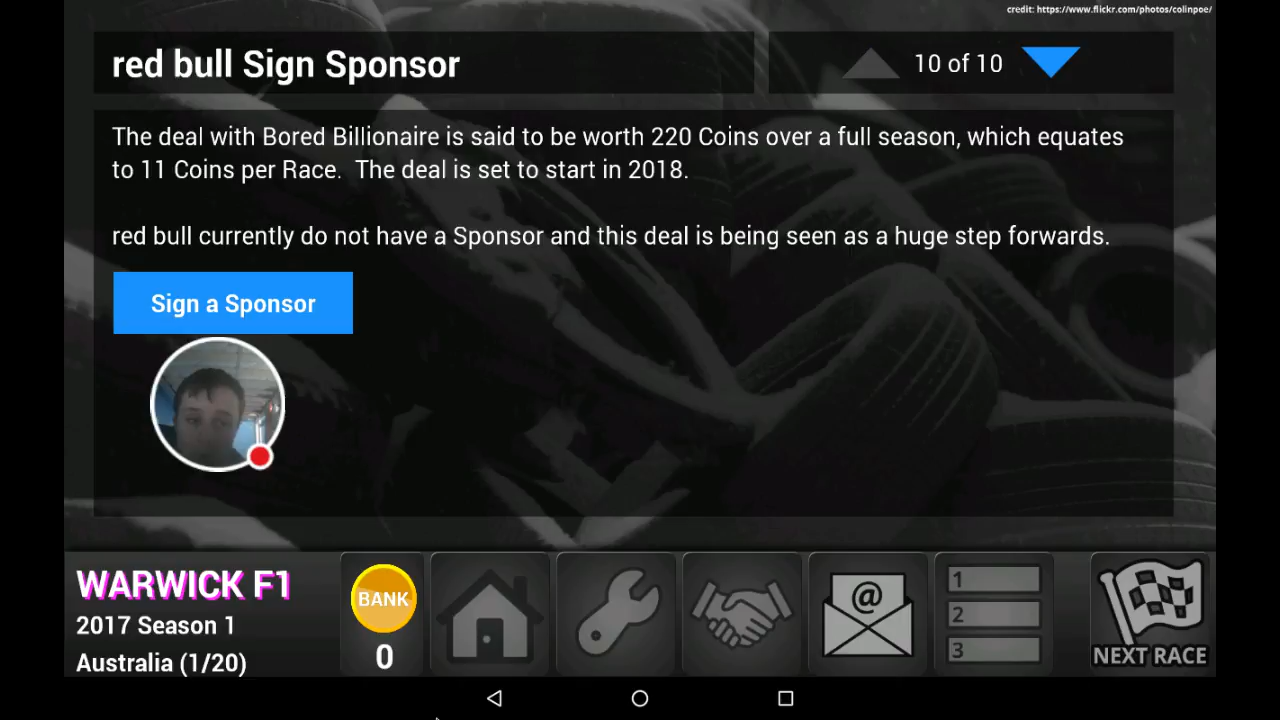 credit: https://www.flickr.com/photos/colinpoe/
red bull Sign Sponsor
10 of 10
The deal with Bored Billionaire is said to be worth 220 Coins over a full season, which equates
to 11 Coins per Race. The deal is set to start in 2018.
red bull currently do not have a Sponsor and this deal is being seen as a huge step forwards.
Sign a Sponsor
WARWICK F1
2017 Season 1
Australia (1/20)
BANK
0
@
1
2
3
NEXT RACE